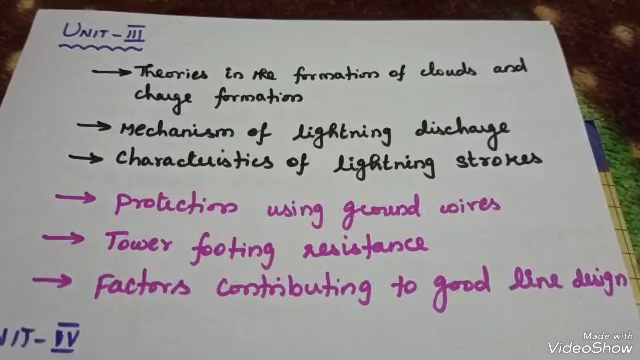 UNIT-III
→ Theories in the formation of clouds and
charge formation
→ Mechanism of lightning discharge
→ Characteristics of lightning strokes
→ Protection using ground wires
→ Tower footing resistance
→ Factors contributing to good line design
NIT-IV
Made with
VideoShow